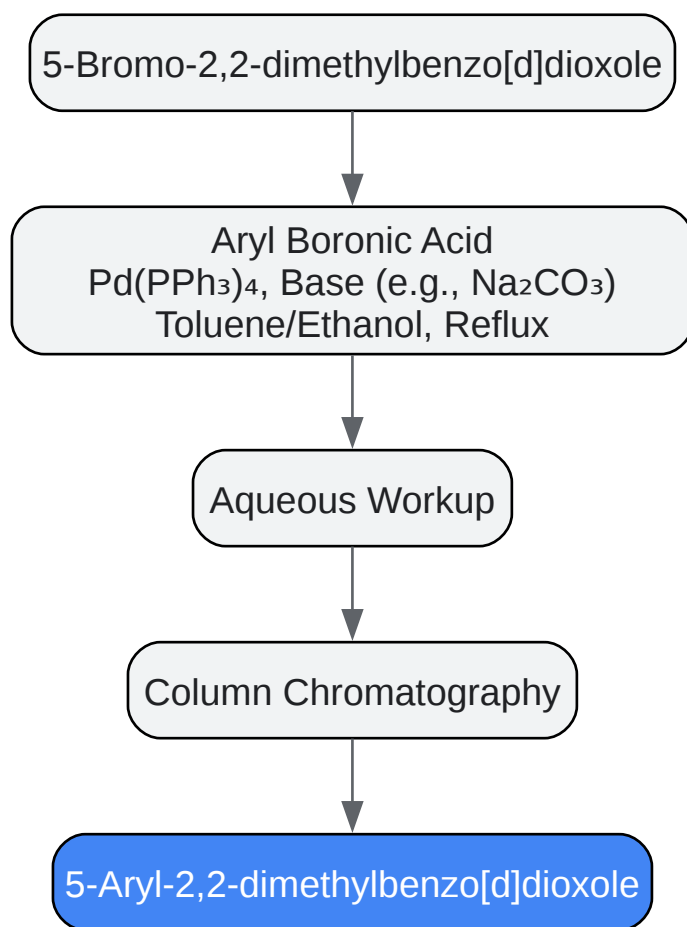 5-Bromo-2,2-dimethylbenzo[d]dioxole
Aryl Boronic Acid
Pd(PPh₃)₄, Base (e.g., Na₂CO₃)
Toluene/Ethanol, Reflux
Aqueous Workup
Column Chromatography
5-Aryl-2,2-dimethylbenzo[d]dioxole